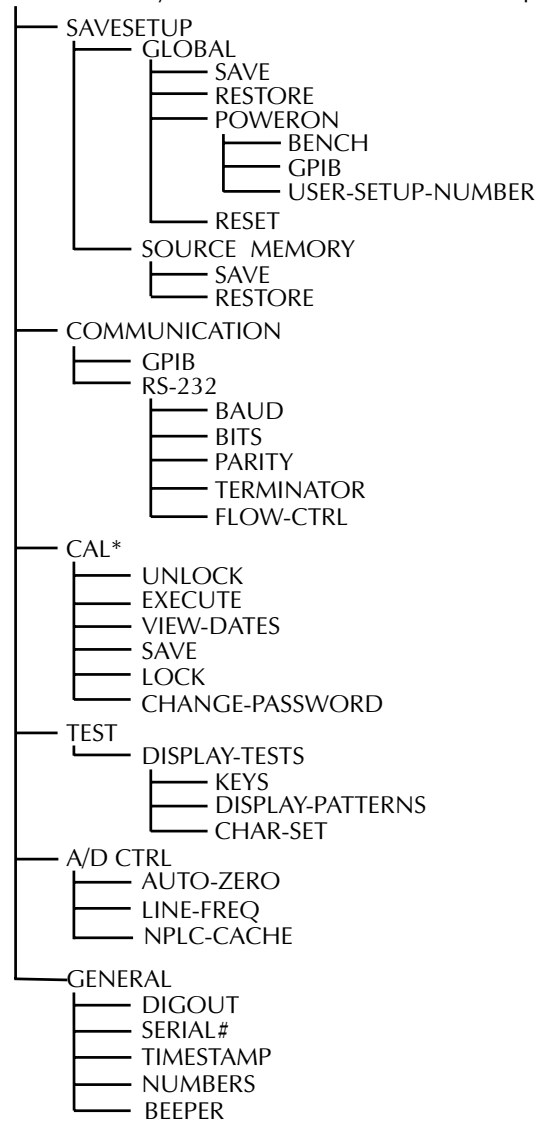 SAVESETUP
GLOBAL
SAVE
RESTORE
POWERON
BENCH
GPIB
USER-SETUP-NUMBER
RESET
SOURCE MEMORY
SAVE
RESTORE
COMMUNICATION
GPIB
RS-232
BAUD
BITS
PARITY
TERMINATOR
FLOW-CTRL
CAL*
UNLOCK
EXECUTE
VIEW-DATES
SAVE
LOCK
CHANGE-PASSWORD
TEST
DISPLAY-TESTS
KEYS
DISPLAY-PATTERNS
CHAR-SET
A/D CTRL
AUTO-ZERO
LINE-FREQ
NPLC-CACHE
GENERAL
DIGOUT
SERIAL#
TIMESTAMP
NUMBERS
BEEPER